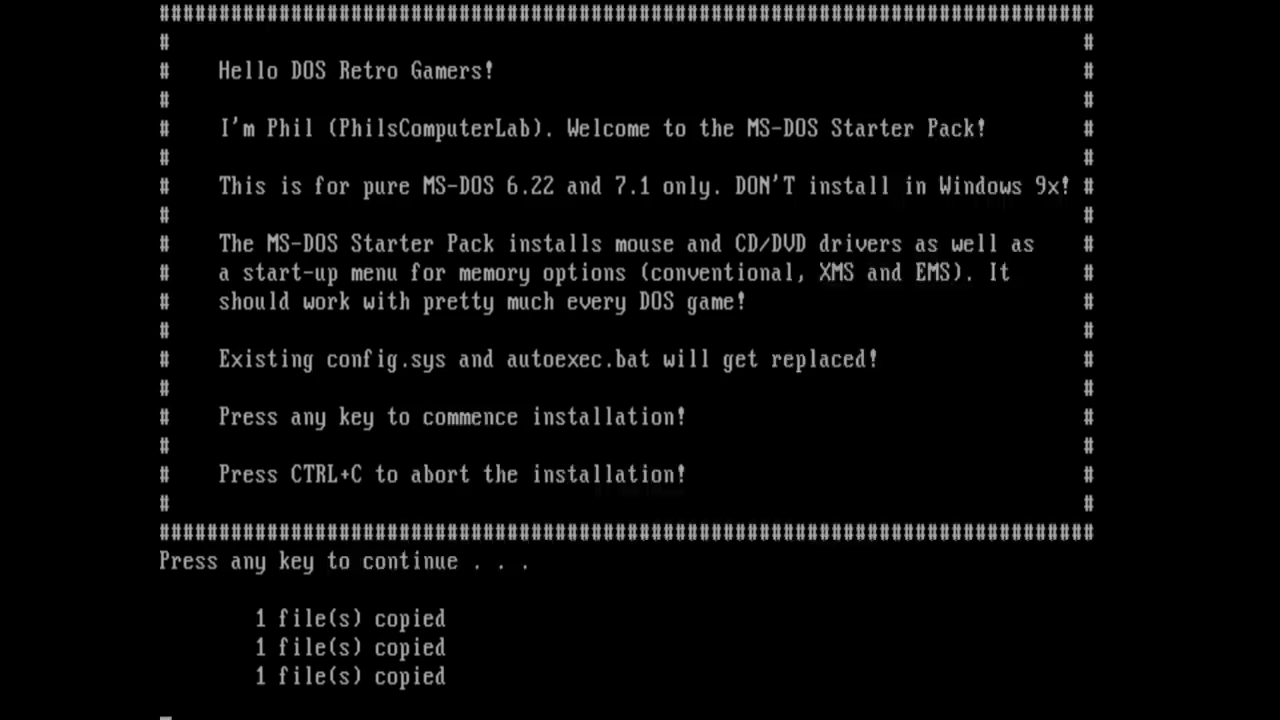 ##############################################################################
#                                                                            #
#    Hello DOS Retro Gamers!                                                 #
#                                                                            #
#    I'm Phil (PhilsComputerLab). Welcome to the MS-DOS Starter Pack!        #
#                                                                            #
#    This is for pure MS-DOS 6.22 and 7.1 only. DON'T install in Windows 9x! #
#                                                                            #
#    The MS-DOS Starter Pack installs mouse and CD/DVD drivers as well as    #
#    a start-up menu for memory options (conventional, XMS and EMS). It      #
#    should work with pretty much every DOS game!                            #
#                                                                            #
#    Existing config.sys and autoexec.bat will get replaced!                 #
#                                                                            #
#    Press any key to commence installation!                                 #
#                                                                            #
#    Press CTRL+C to abort the installation!                                 #
#                                                                            #
##############################################################################
Press any key to continue . . .
        1 file(s) copied
        1 file(s) copied
        1 file(s) copied